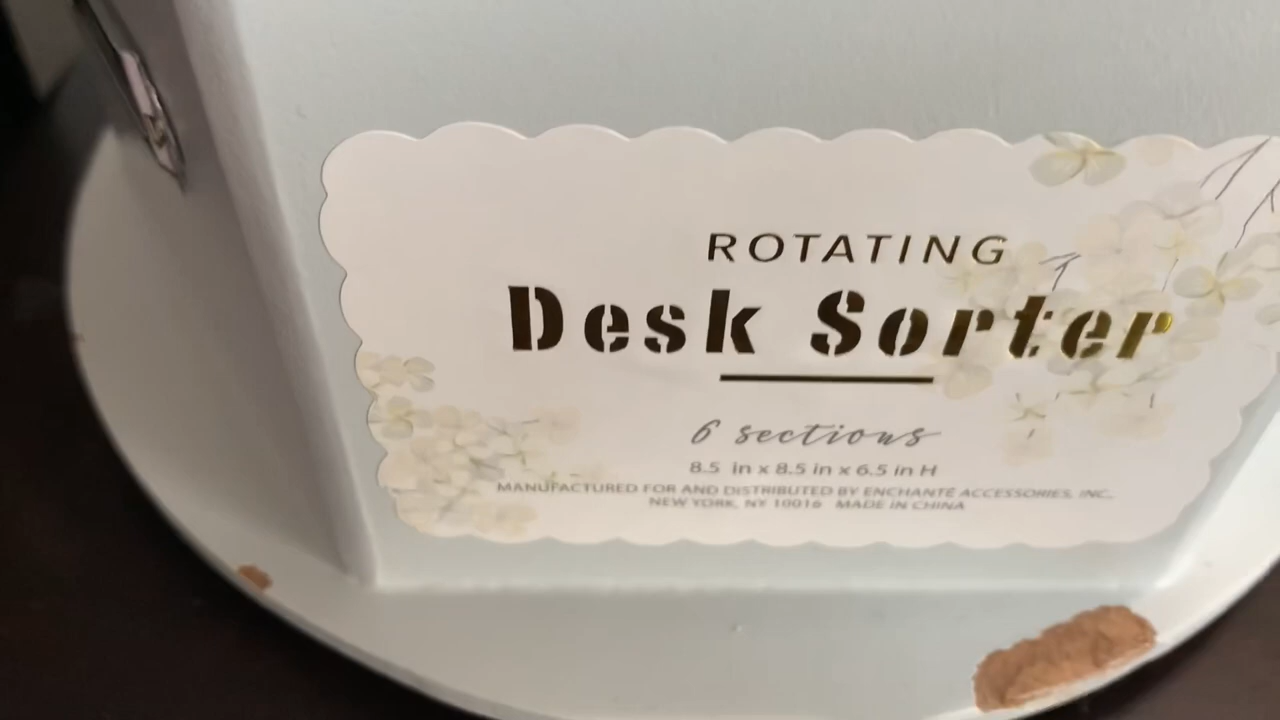 ROTATING
Desk Sorter
6 sections
8.5 in x 8.5 in x 6.5 in H
MANUFACTURED FOR AND DISTRIBUTED BY ENCHANTÉ ACCESSORIES, INC.
NEW YORK, NY 10016 MADE IN CHINA